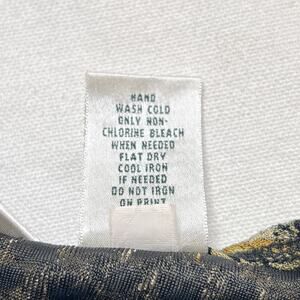 HAND
WASH COLD
ONLY NON-
CHLORINE BLEACH
WHEN NEEDED
FLAT DRY
COOL IRON
IF NEEDED
DO NOT IRON
ON PRINT